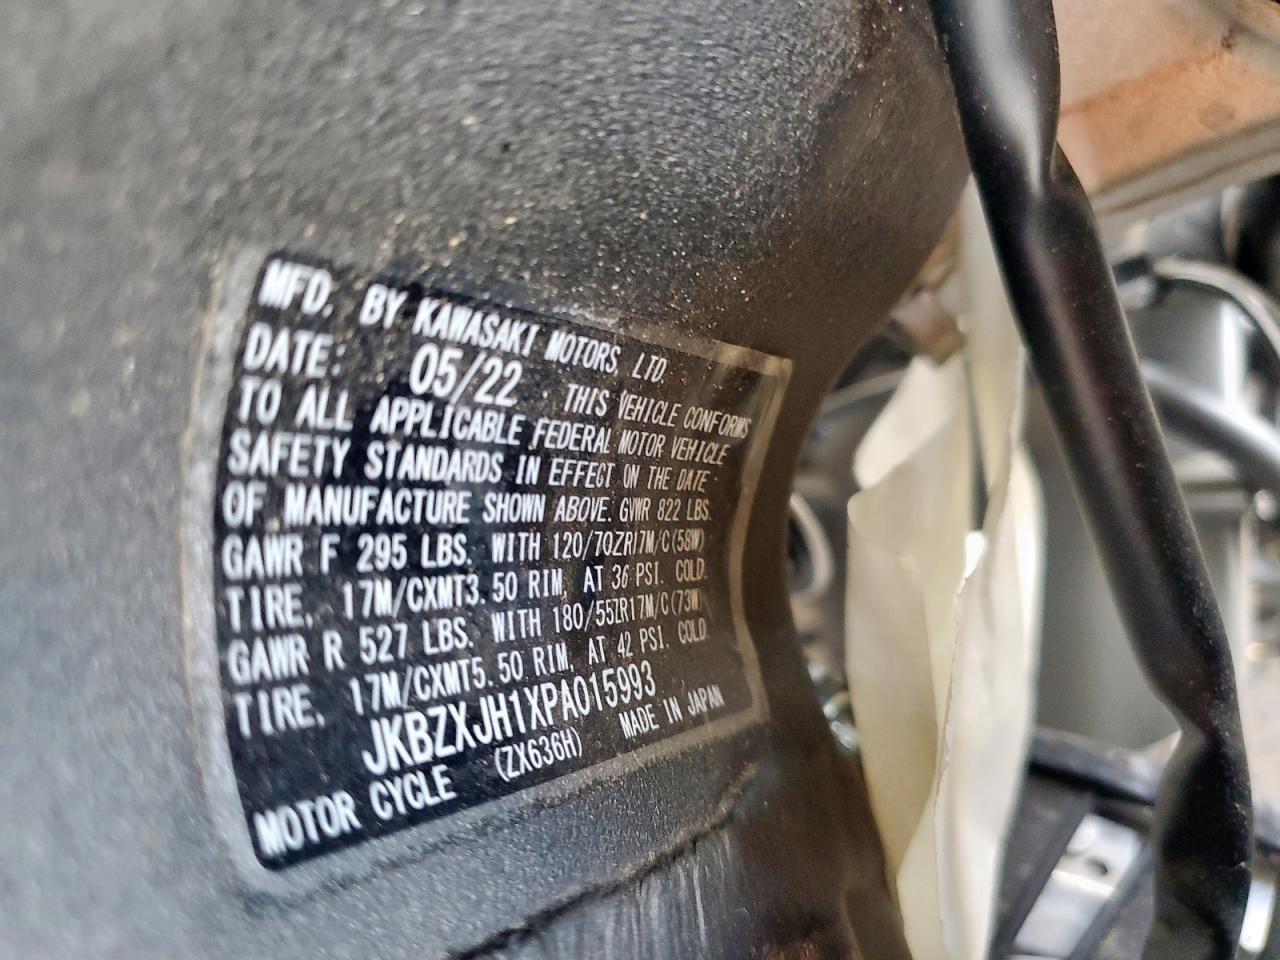 MFD. BY KAWASAKI MOTORS, LTD.
DATE: 05/22 THIS VEHICLE CONFORMS
TO ALL APPLICABLE FEDERAL MOTOR VEHICLE
SAFETY STANDARDS IN EFFECT ON THE DATE
OF MANUFACTURE SHOWN ABOVE. GVWR 822 LBS.
GAWR F 295 LBS. WITH 120/70ZR17M/C(58W)
TIRE, 17M/CXMT3.50 RIM, AT 36 PSI. COLD.
GAWR R 527 LBS. WITH 180/55ZR17M/C(73W)
TIRE, 17M/CXMT5.50 RIM, AT 42 PSI. COLD.
JKBZXJH1XPA015993
MOTOR CYCLE (ZX636H) MADE IN JAPAN